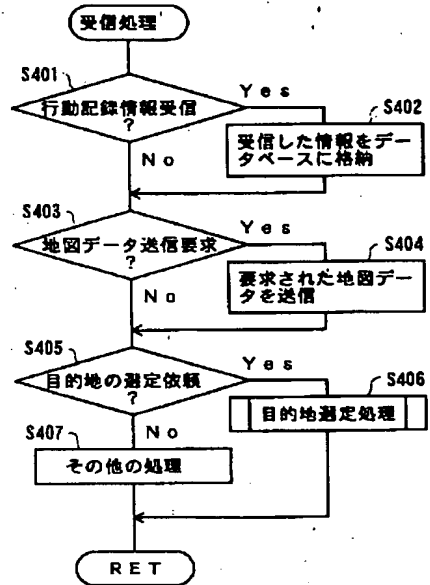 受信処理
S401
行動記録情報受信
?
Yes
S402
受信した情報をデー
タベースに格納
No
S403
地図データ送信要求
?
Yes
S404
要求された地図デー
タを送信
No
S405
目的地の選定依頼
?
Yes
S406
目的地選定処理
No
S407
その他の処理
RET